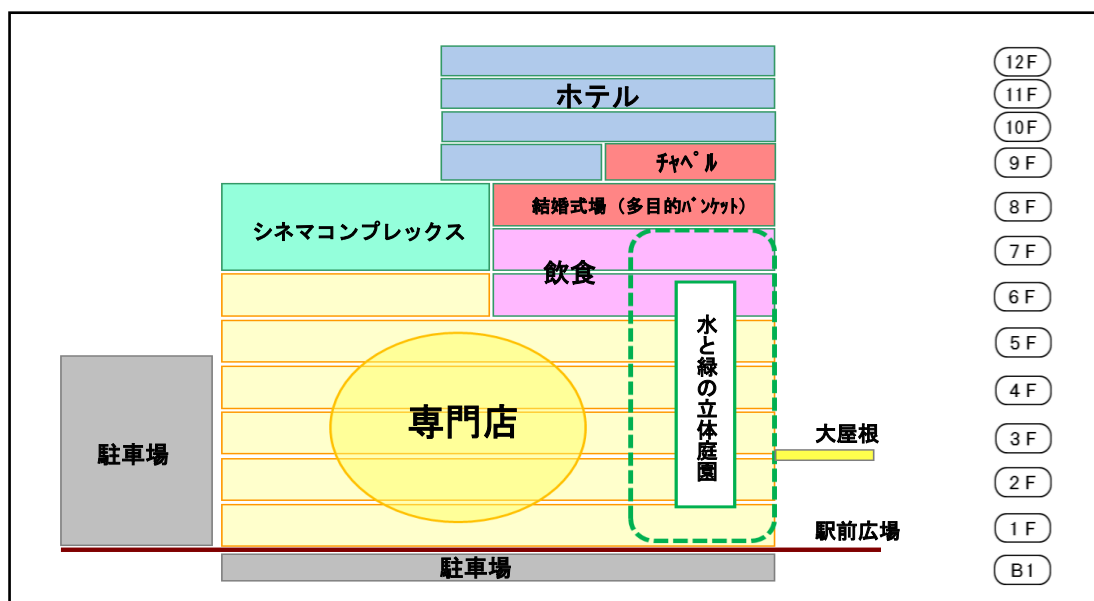 12F
ホテル
11F
10F
ﾁｬﾍﾟﾙ
9F
結婚式場（多目的ﾊﾞﾝｹｯﾄ）
8F
シネマコンプレックス
7F
飲食
6F
水と緑の立体庭園
5F
4F
専門店
大屋根
3F
駐車場
2F
駅前広場
1F
駐車場
B1